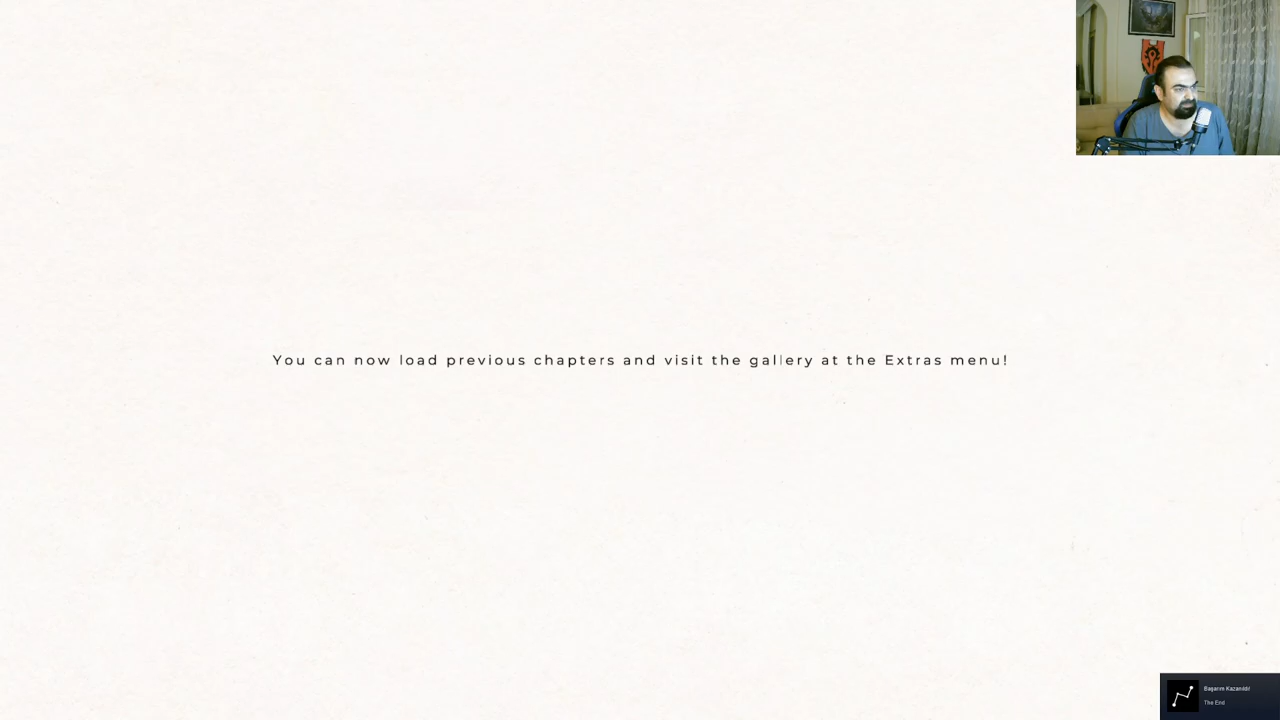 You can now load previous chapters and visit the gallery at the Extras menu!
Başarım Kazanıldı!
The End